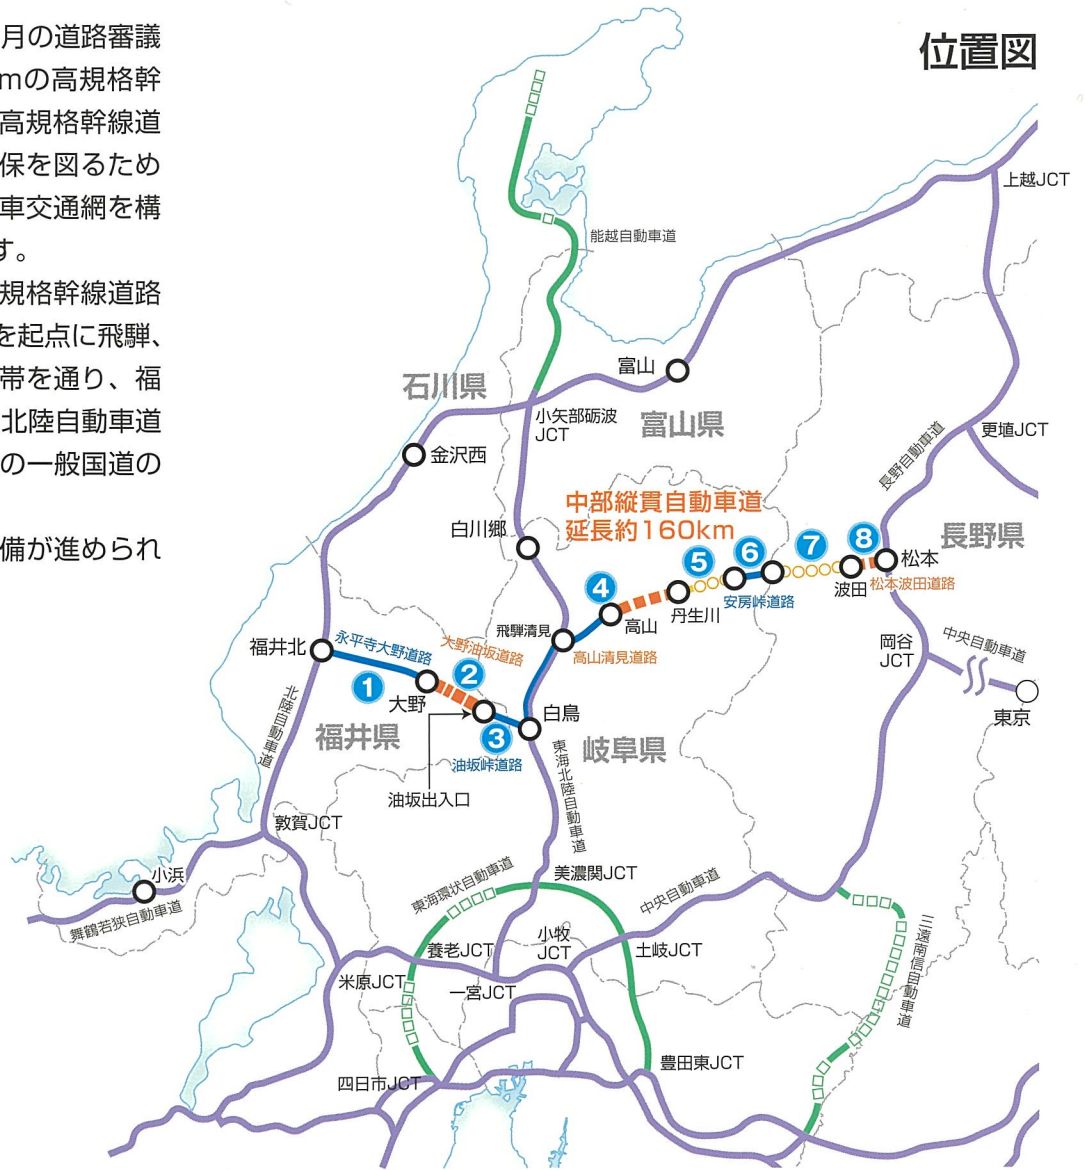 月の道路審議
mの高規格幹
高規格幹線道
保を図るため
車交通網を構
す。
規格幹線道路
を起点に飛騨、
帯を通り、福
北陸自動車道
の一般国道の
備が進められ
位置図
上越JCT
能越自動車道
富山
石川県
小矢部砺波
JCT
富山県
更埴JCT
長野自動車道
金沢西
中部縦貫自動車道
延長約160km
白川郷
長野県
8
7
6
5
松本
波田
松本波田道路
安房峠道路
丹生川
4
高山
飛騨清見
高山清見道路
岡谷
JCT
中央自動車道
東京
福井北
永平寺大野道路
大野油坂道路
1
2
大野
白鳥
3
福井県
岐阜県
油坂峠道路
北陸自動車道
東海北陸自動車道
油坂出入口
敦賀JCT
小浜
舞鶴若狭自動車道
美濃関JCT
東海環状自動車道
中央自動車道
三遠南信自動車道
養老JCT
小牧
JCT
土岐JCT
米原JCT
一宮JCT
豊田東JCT
四日市JCT